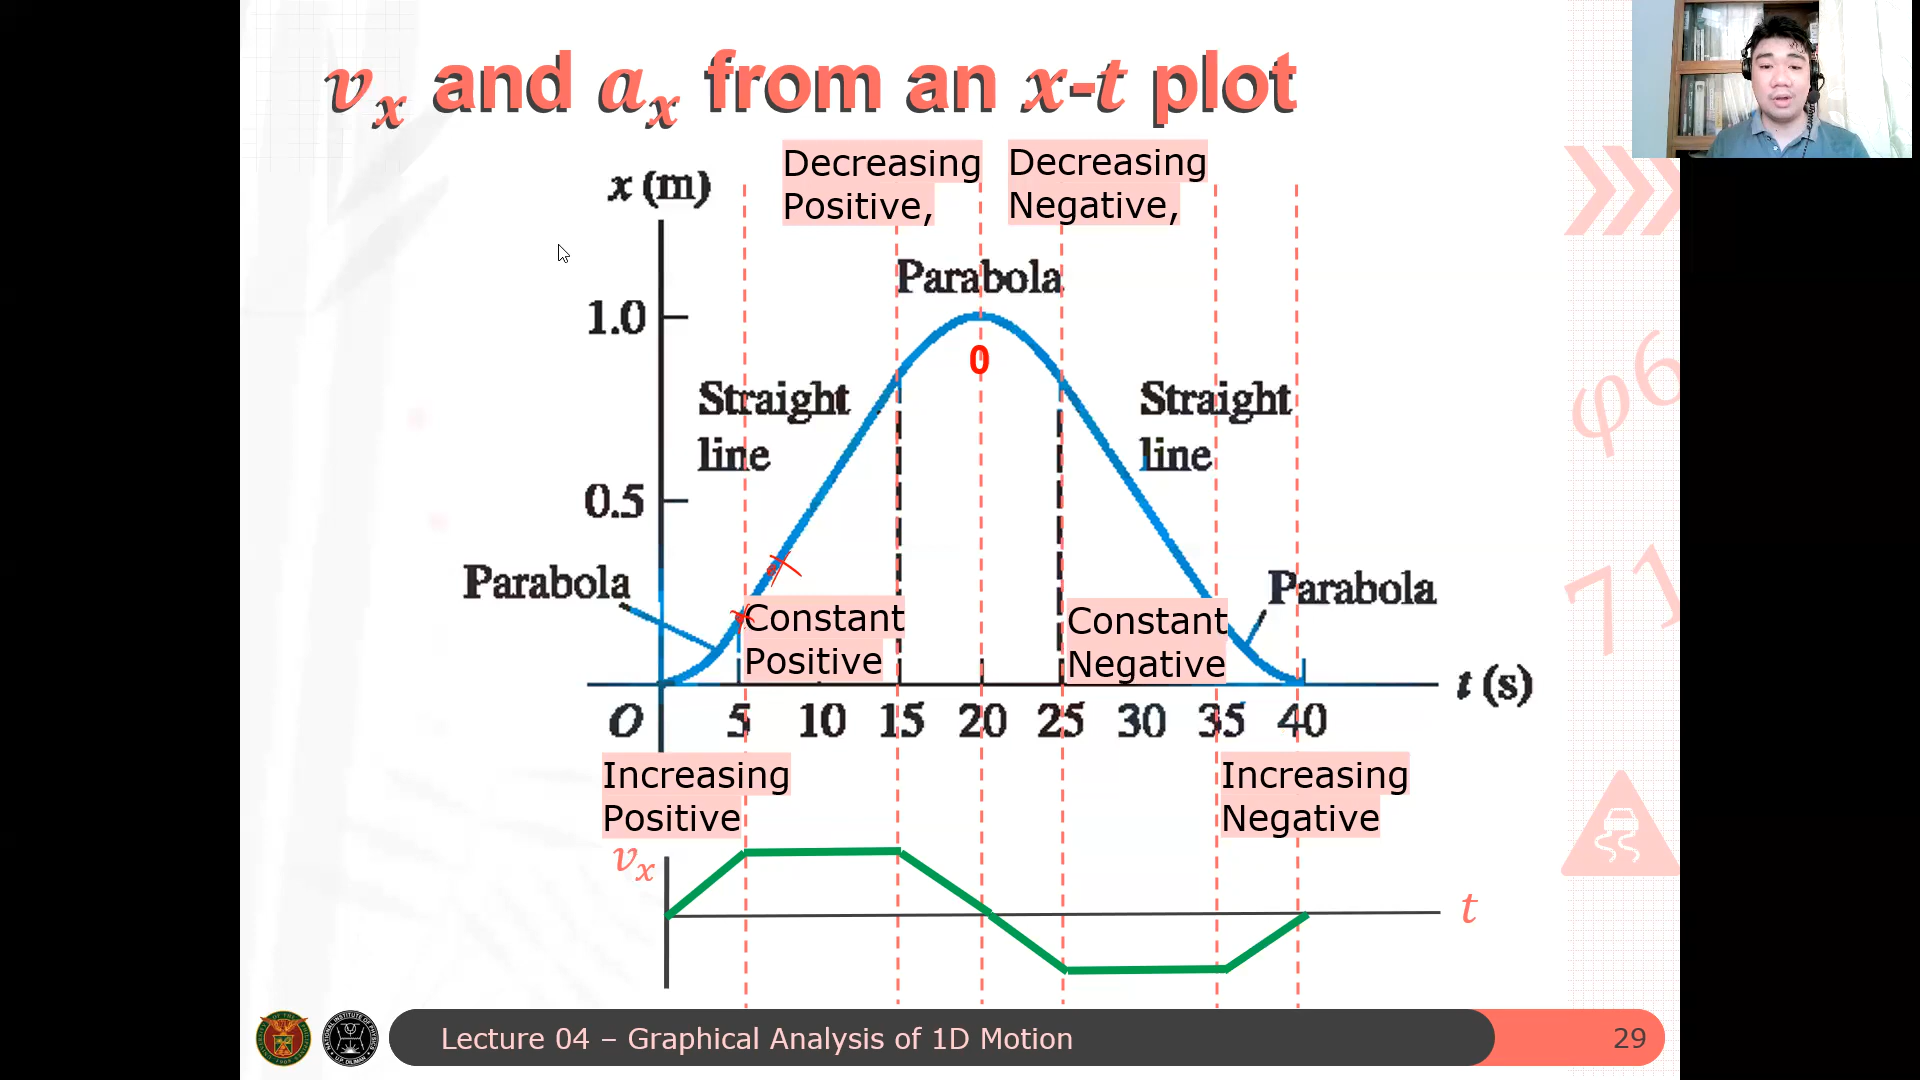 vₓ and aₓ from an x-t plot
Decreasing
Positive,
Decreasing
Negative,
x (m)
Parabola
1.0
0
Straight
line
Straight
line
0.5
Parabola
Parabola
Constant
Positive
Constant
Negative
t (s)
O 5 10 15 20 25 30 35 40
Increasing
Positive
Increasing
Negative
vₓ
t
φ6
71
Lecture 04 – Graphical Analysis of 1D Motion
29